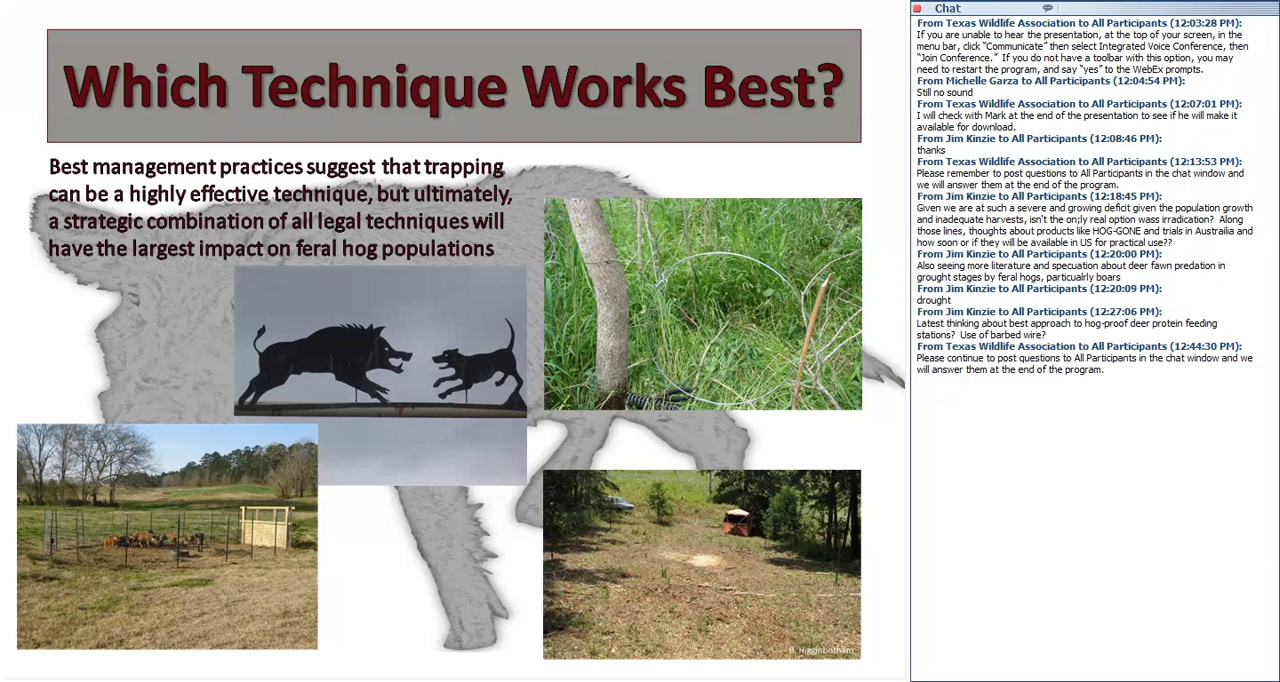 Which Technique Works Best?
Best management practices suggest that trapping
can be a highly effective technique, but ultimately,
a strategic combination of all legal techniques will
have the largest impact on feral hog populations
B. Higginbotham
Chat
From Texas Wildlife Association to All Participants (12:03:28 PM):
If you are unable to hear the presentation, at the top of your screen, in the
menu bar, click “Communicate” then select Integrated Voice Conference, then
“Join Conference.” If you do not have a toolbar with this option, you may
need to restart the program, and say “yes” to the WebEx prompts.
From Michelle Garza to All Participants (12:04:54 PM):
Still no sound
From Texas Wildlife Association to All Participants (12:07:01 PM):
I will check with Mark at the end of the presentation to see if he will make it
available for download.
From Jim Kinzie to All Participants (12:08:46 PM):
thanks
From Texas Wildlife Association to All Participants (12:13:53 PM):
Please remember to post questions to All Participants in the chat window and
we will answer them at the end of the program.
From Jim Kinzie to All Participants (12:18:45 PM):
Given we are at such a severe and growing deficit given the population growth
and inadequate harvests, isn't the only real option wass irradication? Along
those lines, thoughts about products like HOG-GONE and trials in Austrailia and
how soon or if they will be available in US for practical use??
From Jim Kinzie to All Participants (12:20:00 PM):
Also seeing more literature and specuation about deer fawn predation in
grought stages by feral hogs, particualrly boars
From Jim Kinzie to All Participants (12:20:09 PM):
drought
From Jim Kinzie to All Participants (12:27:06 PM):
Latest thinking about best approach to hog-proof deer protein feeding
stations? Use of barbed wire?
From Texas Wildlife Association to All Participants (12:44:30 PM):
Please continue to post questions to All Participants in the chat window and we
will answer them at the end of the program.